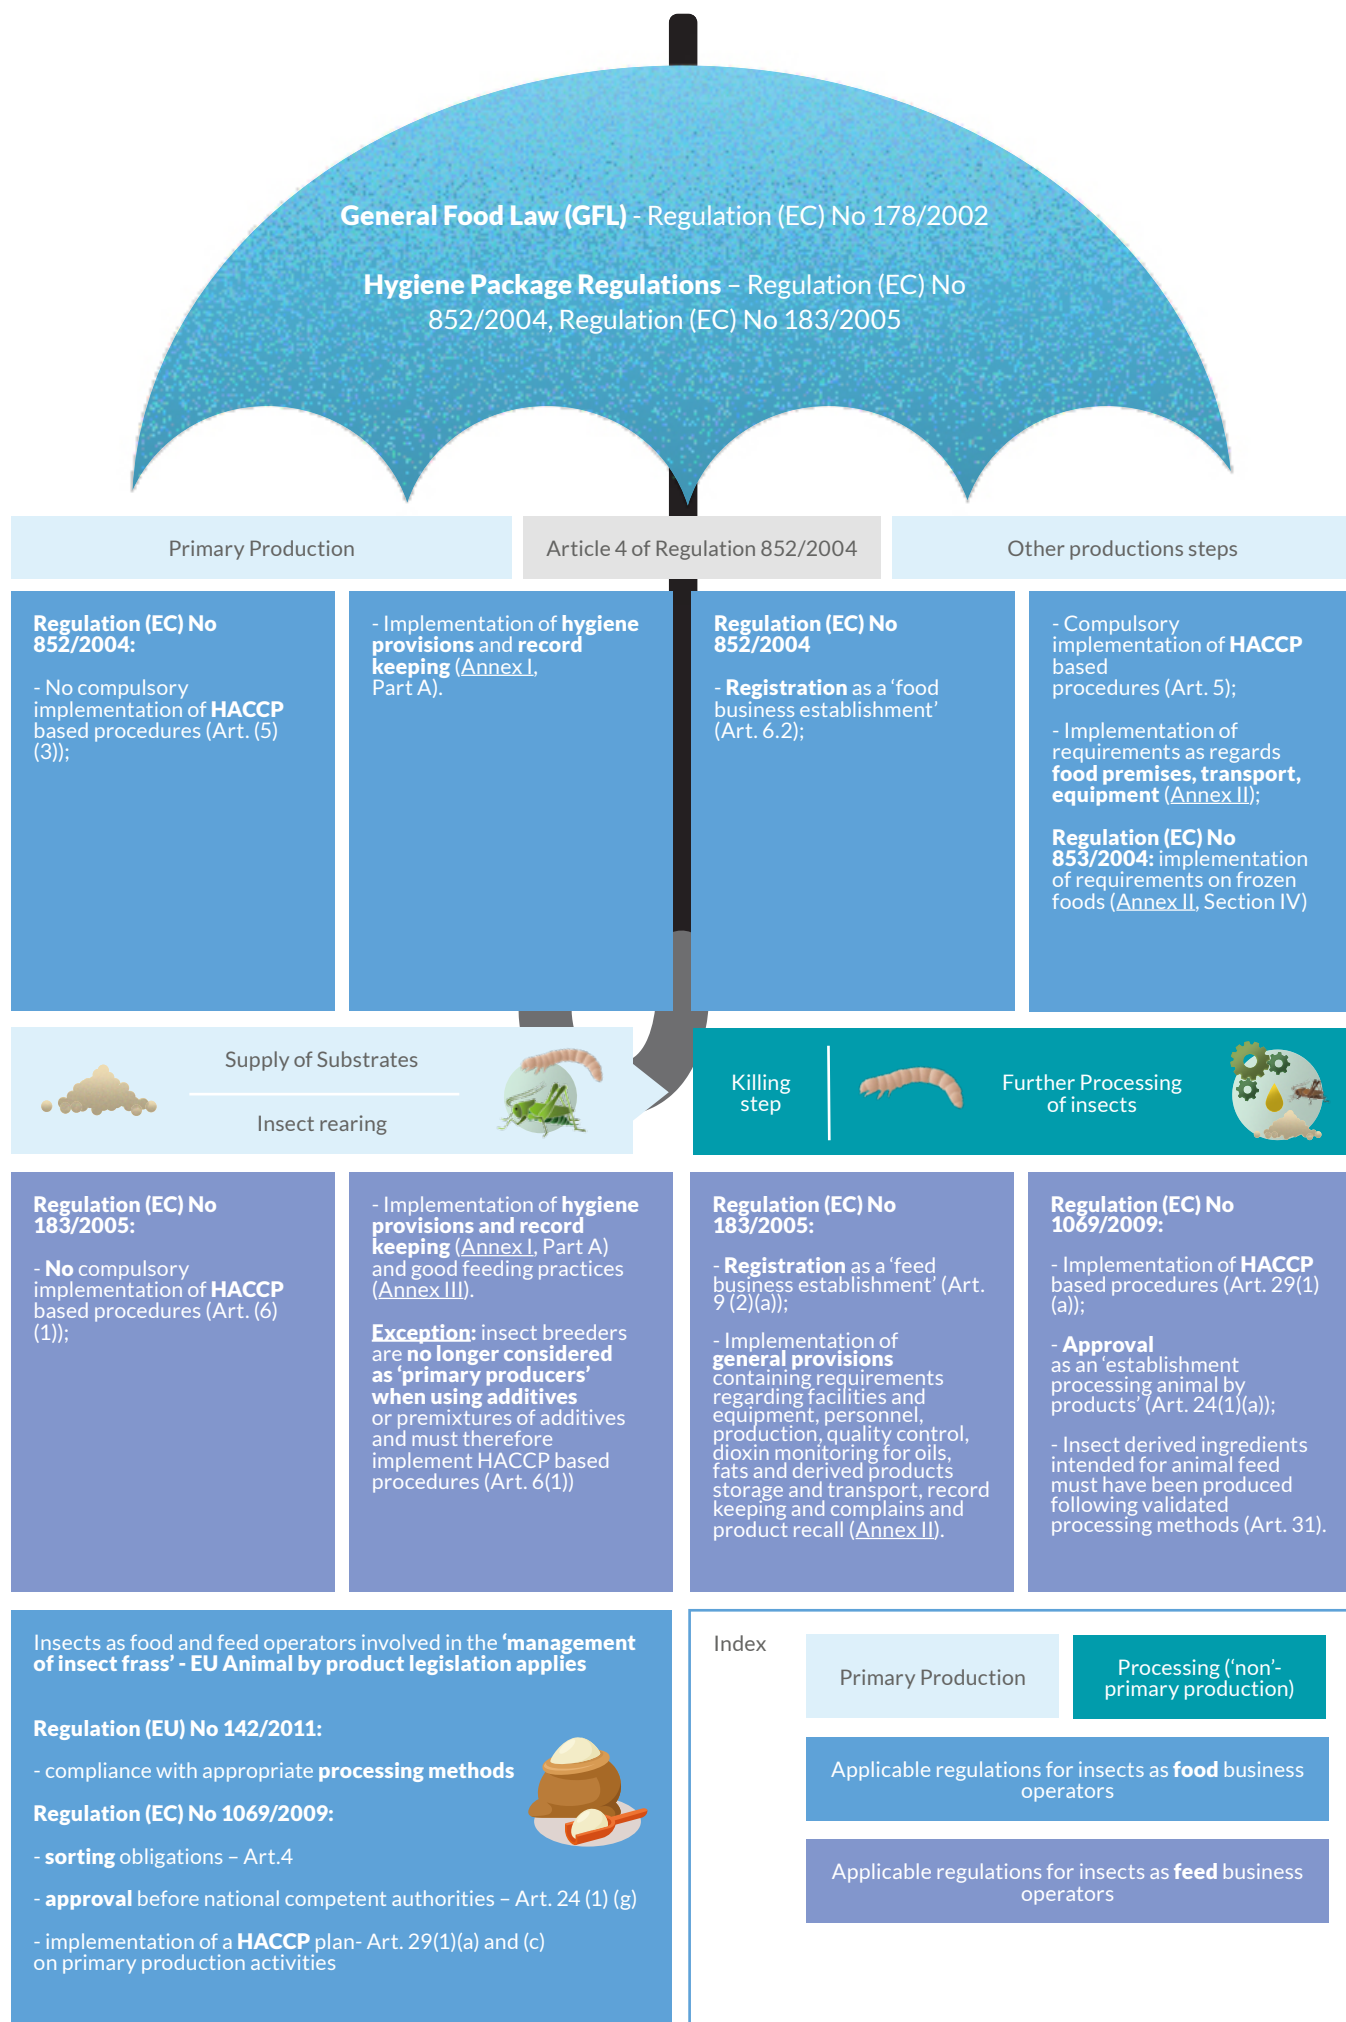 General Food Law (GFL) - Regulation (EC) No 178/2002
Hygiene Package Regulations – Regulation (EC) No
852/2004, Regulation (EC) No 183/2005
Primary Production
Article 4 of Regulation 852/2004
Other productions steps
Regulation (EC) No
852/2004:
- No compulsory
implementation of HACCP
based procedures (Art. (5)
(3));
- Implementation of hygiene
provisions and record
keeping (Annex I,
Part A).
Regulation (EC) No
852/2004
- Registration as a ‘food
business establishment’
(Art. 6.2);
- Compulsory
implementation of HACCP
based
procedures (Art. 5);
- Implementation of
requirements as regards
food premises, transport,
equipment (Annex II);
Regulation (EC) No
853/2004: implementation
of requirements on frozen
foods (Annex II, Section IV)
Supply of Substrates
Insect rearing
Killing
step
Further Processing
of insects
Regulation (EC) No
183/2005:
- No compulsory
implementation of HACCP
based procedures (Art. (6)
(1));
- Implementation of hygiene
provisions and record
keeping (Annex I, Part A)
and good feeding practices
(Annex III).
Exception: insect breeders
are no longer considered
as ‘primary producers’
when using additives
or premixtures of additives
and must therefore
implement HACCP based
procedures (Art. 6(1))
Regulation (EC) No
183/2005:
- Registration as a ‘feed
business establishment’ (Art.
9 (2)(a));
- Implementation of
general provisions
containing requirements
regarding facilities and
equipment, personnel,
production, quality control,
dioxin monitoring for oils,
fats and derived products
storage and transport, record
keeping and complains and
product recall (Annex II).
Regulation (EC) No
1069/2009:
- Implementation of HACCP
based procedures (Art. 29(1)
(a));
- Approval
as an ‘establishment
processing animal by
products’ (Art. 24(1)(a));
- Insect derived ingredients
intended for animal feed
must have been produced
following validated
processing methods (Art. 31).
Insects as food and feed operators involved in the ‘management
of insect frass’ - EU Animal by product legislation applies
Regulation (EU) No 142/2011:
- compliance with appropriate processing methods
Regulation (EC) No 1069/2009:
- sorting obligations – Art.4
- approval before national competent authorities – Art. 24 (1) (g)
- implementation of a HACCP plan- Art. 29(1)(a) and (c)
on primary production activities
Index
Primary Production
Processing (‘non’-
primary production)
Applicable regulations for insects as food business
operators
Applicable regulations for insects as feed business
operators